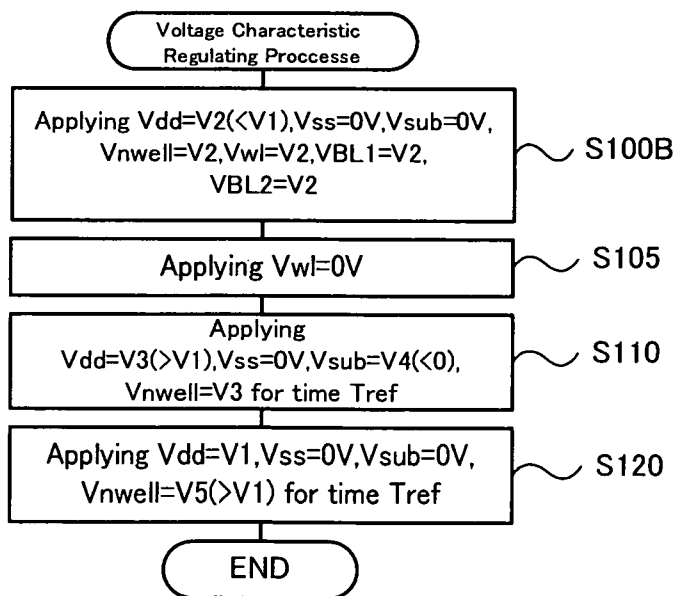 Voltage Characteristic
Regulating Proccesse
Applying Vdd=V2(<V1),Vss=0V,Vsub=0V,
Vnwell=V2,Vwl=V2,VBL1=V2,
VBL2=V2
S100B
Applying Vwl=0V
S105
Applying
Vdd=V3(>V1),Vss=0V,Vsub=V4(<0),
Vnwell=V3 for time Tref
S110
Applying Vdd=V1,Vss=0V,Vsub=0V,
Vnwell=V5(>V1) for time Tref
S120
END